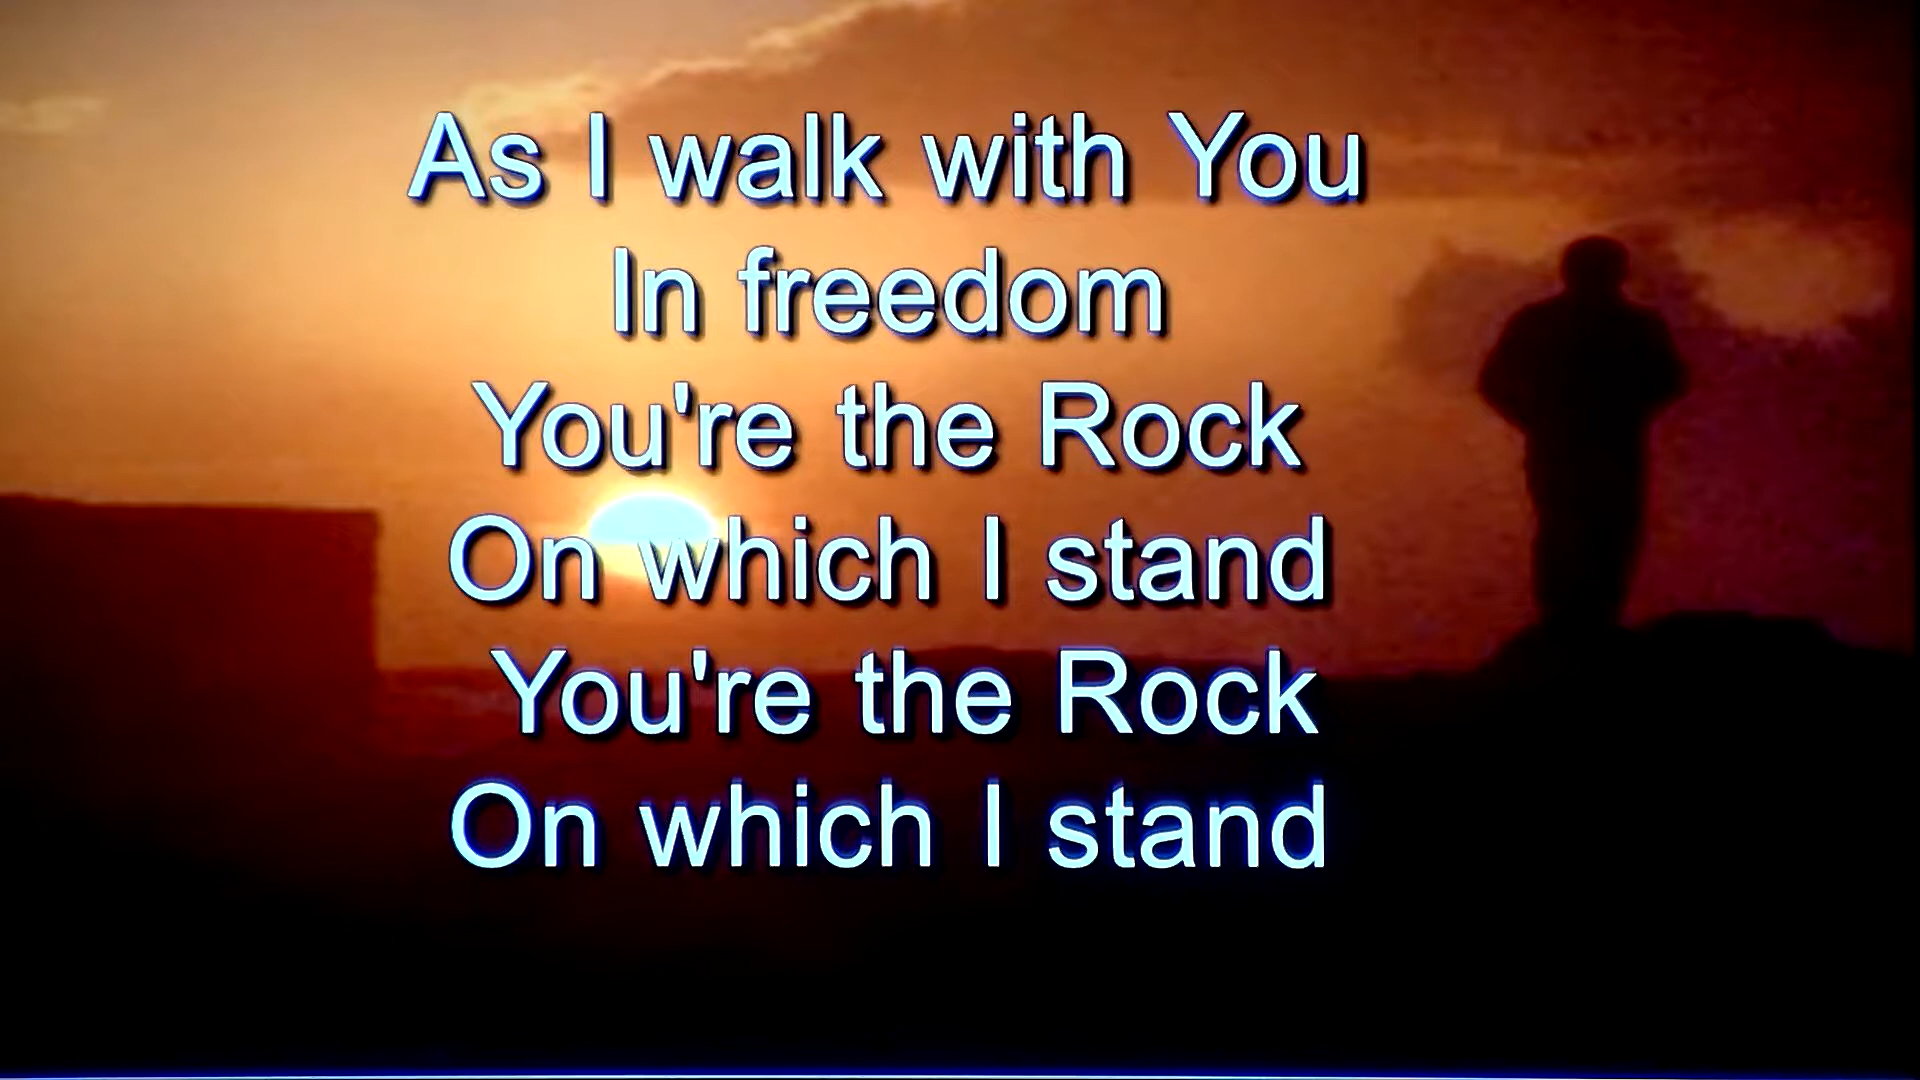 As I walk with You
In freedom
You're the Rock
On which I stand
You're the Rock
On which I stand